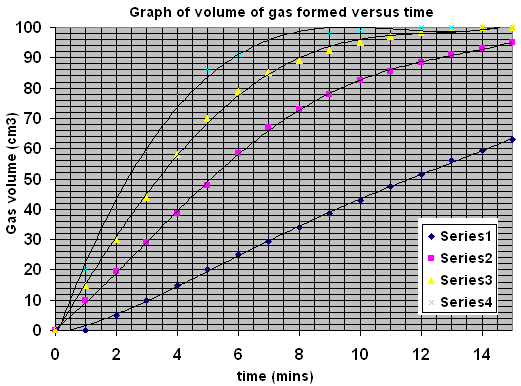 Graph of volume of gas formed versus time
Gas volume (cm3)
100
90
80
70
60
50
40
30
20
10
0
0 2 4 6 8 10 12 14
time (mins)
Series1
Series2
Series3
Series4